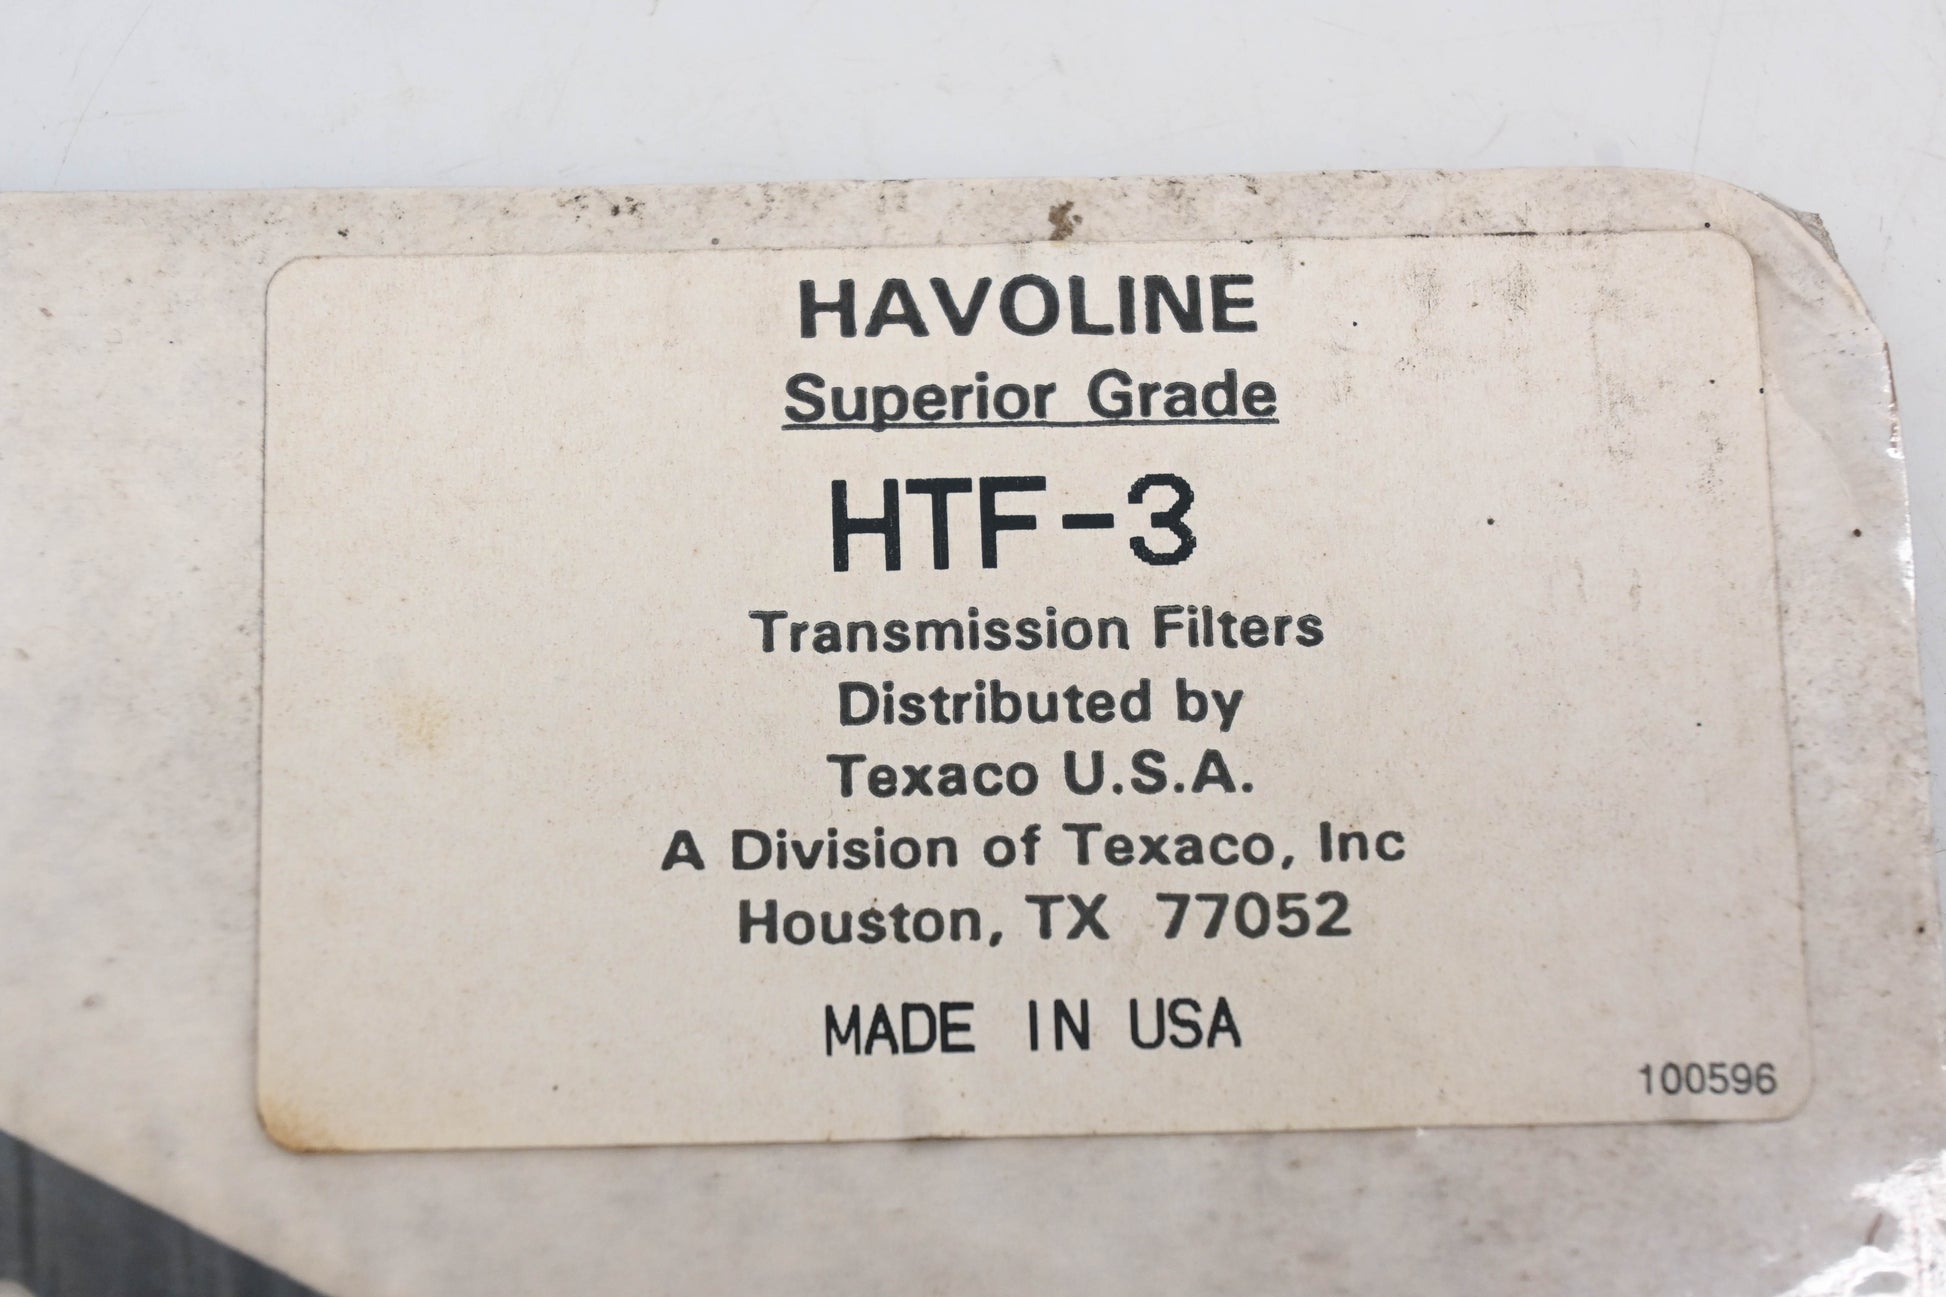 HAVOLINE
Superior Grade
HTF-3
Transmission Filters
Distributed by
Texaco U.S.A.
A Division of Texaco, Inc
Houston, TX 77052
MADE IN USA
100596